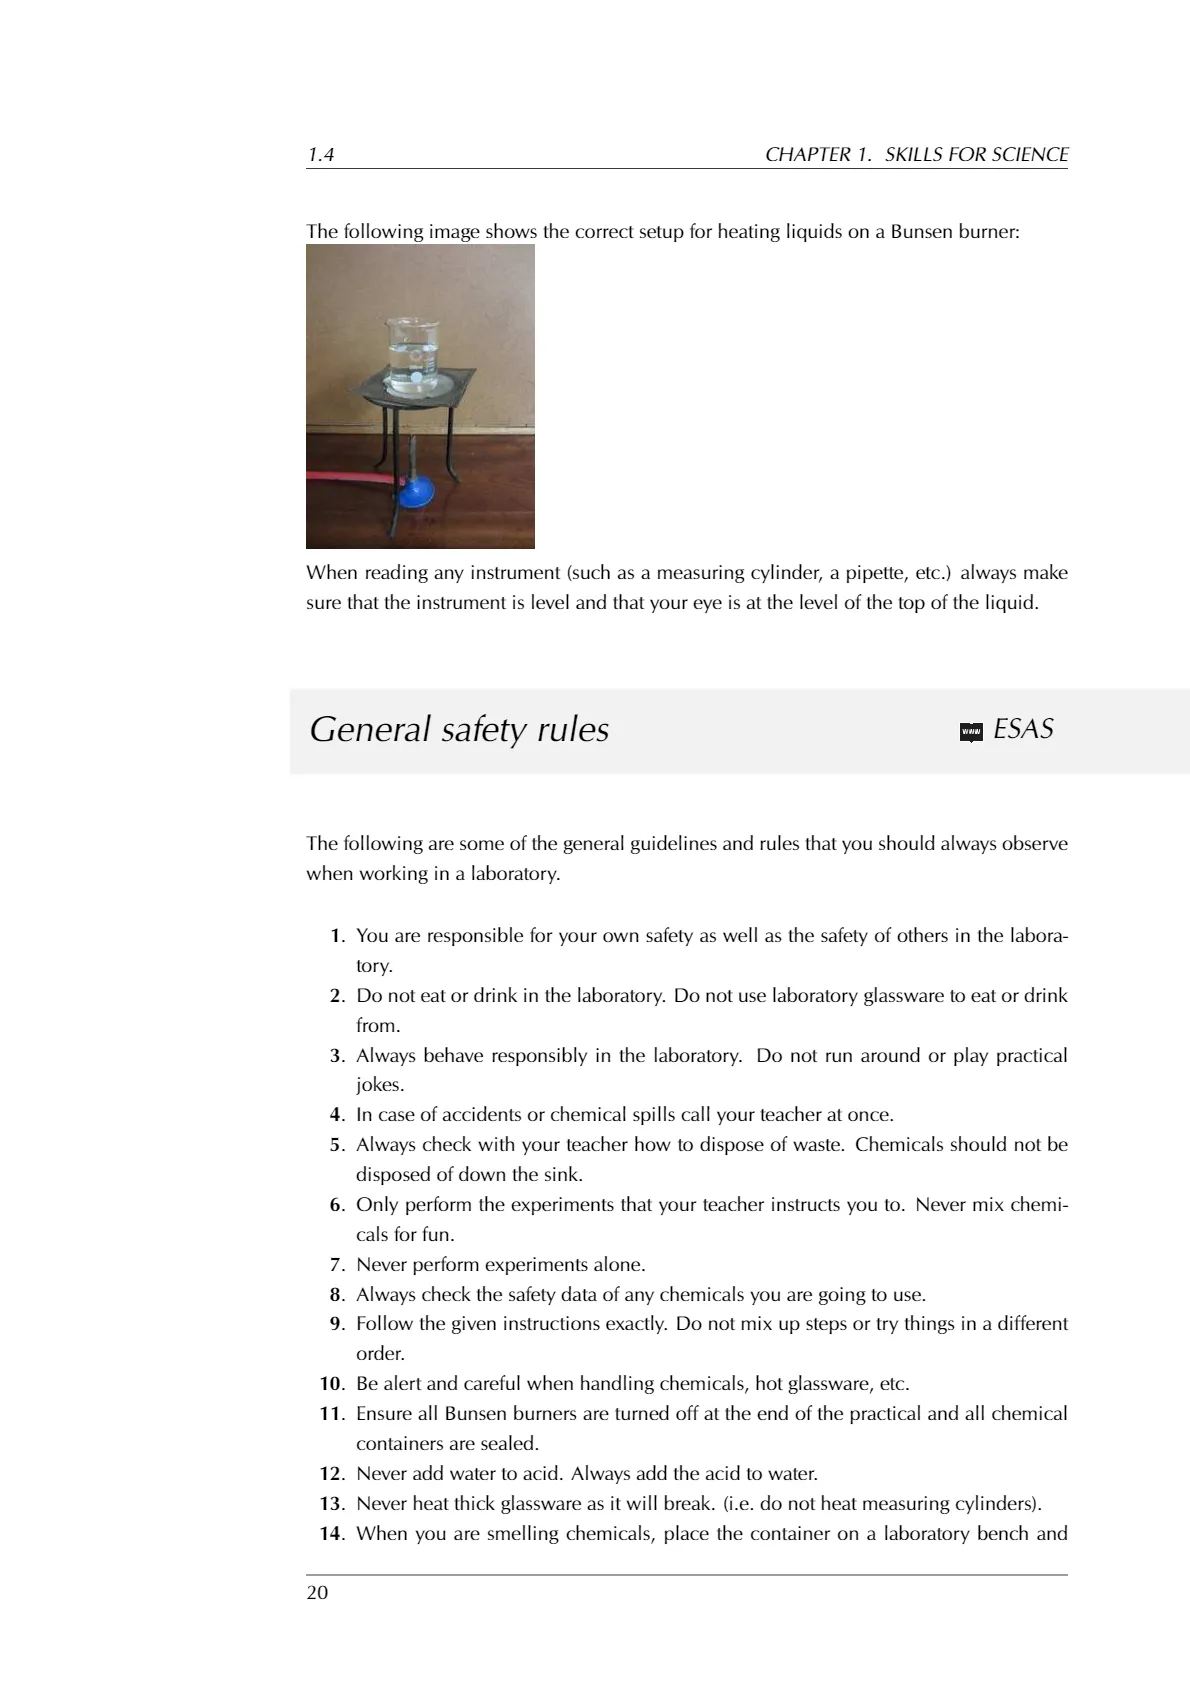 1.4 CHAPTER 1. SKILLS FOR SCIENCE
The following image shows the correct setup for heating liquids on a Bunsen burner:
When reading any instrument (such as a measuring cylinder, a pipette, etc.) always make
sure that the instrument is level and that your eye is at the level of the top of the liquid.
General safety rules www ESAS
The following are some of the general guidelines and rules that you should always observe
when working in a laboratory.
1. You are responsible for your own safety as well as the safety of others in the labora-
tory.
2. Do not eat or drink in the laboratory. Do not use laboratory glassware to eat or drink
from.
3. Always behave responsibly in the laboratory. Do not run around or play practical
jokes.
4. In case of accidents or chemical spills call your teacher at once.
5. Always check with your teacher how to dispose of waste. Chemicals should not be
disposed of down the sink.
6. Only perform the experiments that your teacher instructs you to. Never mix chemi-
cals for fun.
7. Never perform experiments alone.
8. Always check the safety data of any chemicals you are going to use.
9. Follow the given instructions exactly. Do not mix up steps or try things in a different
order.
10. Be alert and careful when handling chemicals, hot glassware, etc.
11. Ensure all Bunsen burners are turned off at the end of the practical and all chemical
containers are sealed.
12. Never add water to acid. Always add the acid to water.
13. Never heat thick glassware as it will break. (i.e. do not heat measuring cylinders).
14. When you are smelling chemicals, place the container on a laboratory bench and
20